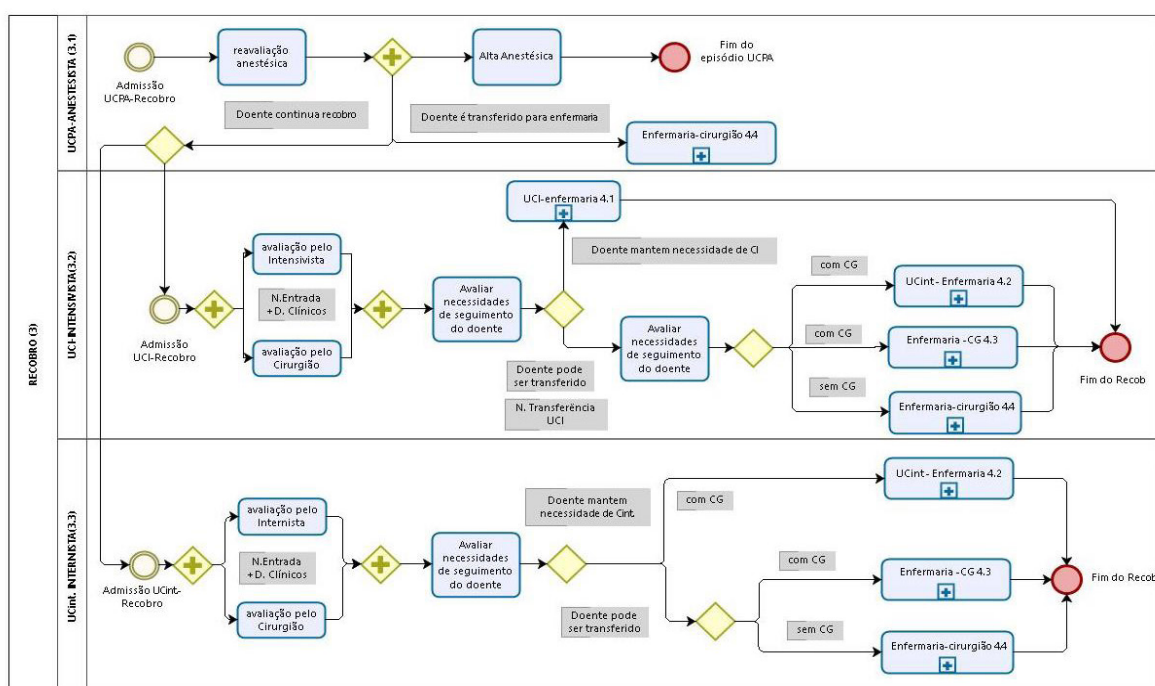 RECOBRO (3)
UCPA-ANESTESISTA (3.1)
Admissão
UCPA-Recobro
reavaliação
anestésica
Alta Anestésica
Fim do
episódio UCPA
Doente continua recobro
Doente é transferido para enfermaria
Enfermaria-cirurgião 4.4
UCI-INTENSIVISTA(3.2)
Admissão
UCI-Recobro
avaliação pelo
Intensivista
N.Entrada
+D. Clínicos
avaliação pelo
Cirurgião
Avaliar
necessidades
de seguimento
do doente
UCI-enfermaria 4.1
Doente mantem necessidade de CI
Doente pode
ser transferido
N. Transferência
UCI
Avaliar
necessidades
de seguimento
do doente
com CG
UCint - Enfermaria 4.2
com CG
Enfermaria -CG 4.3
sem CG
Enfermaria-cirurgião 4.4
Fim do Recob
UCint. INTERNISTA(3.3)
Admissão UCint-
Recobro
avaliação pelo
Internista
N.Entrada
+D. Clínicos
avaliação pelo
Cirurgião
Avaliar
necessidades
de seguimento
do doente
Doente mantem
necessidade de Cint.
Doente pode
ser transferido
com CG
UCint - Enfermaria 4.2
com CG
Enfermaria -CG 4.3
sem CG
Enfermaria-cirurgião 4.4
Fim do Recob